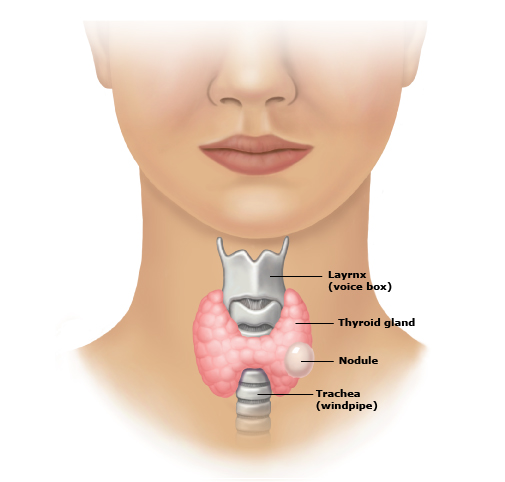 Layrnx
(voice box)
Thyroid gland
Nodule
Trachea
(windpipe)